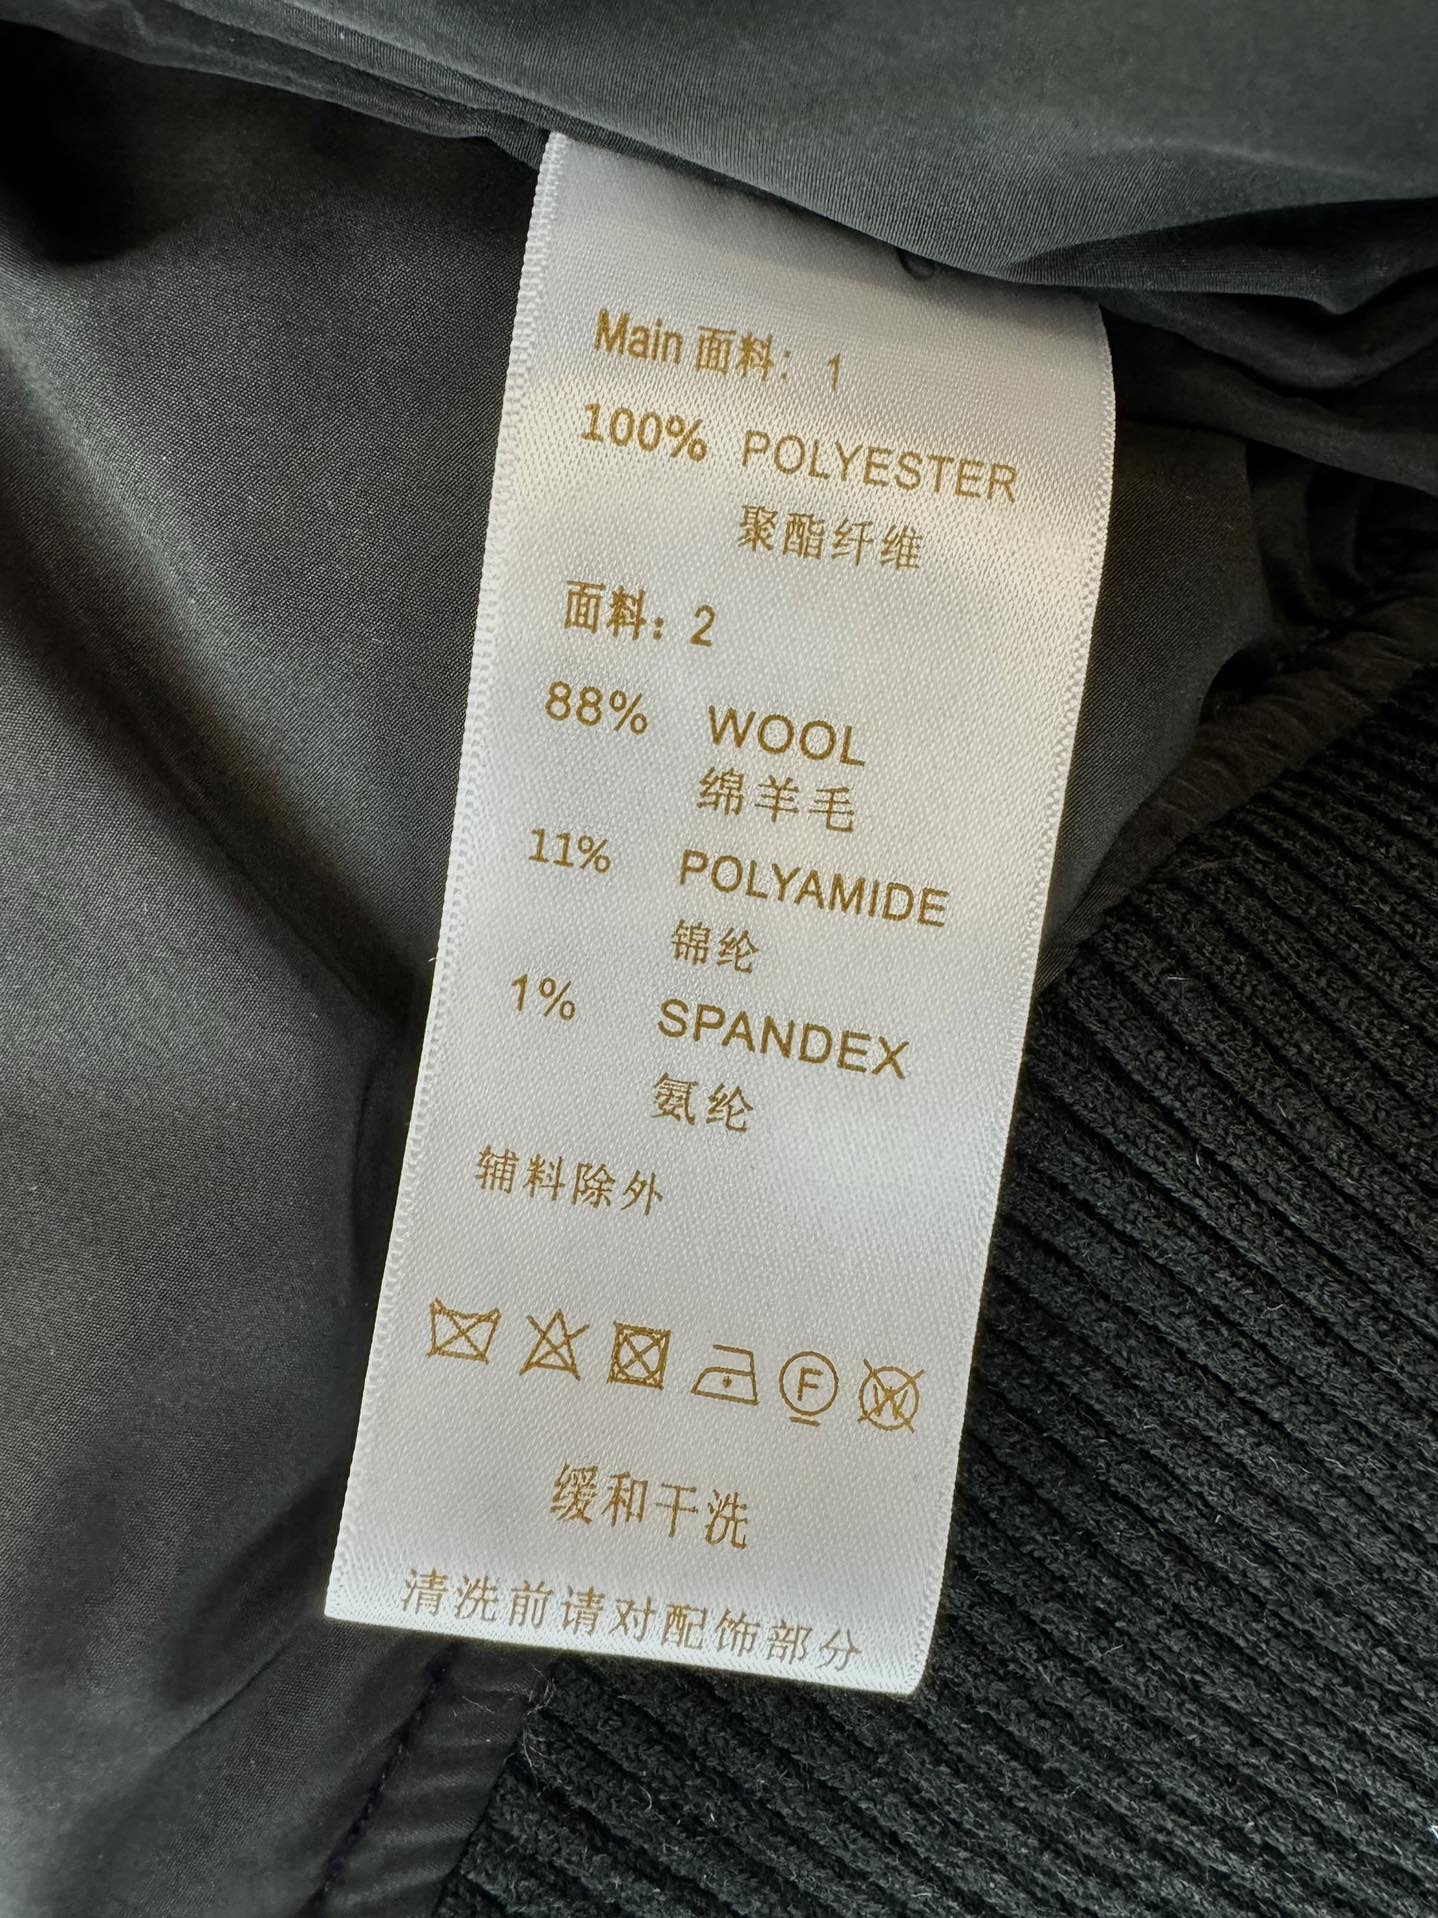 Main 面料：1
100% POLYESTER
聚酯纤维
面料：2
88% WOOL
绵羊毛
11% POLYAMIDE
锦纶
1% SPANDEX
氨纶
辅料除外
F W
缓和干洗
清洗前请对配饰部分